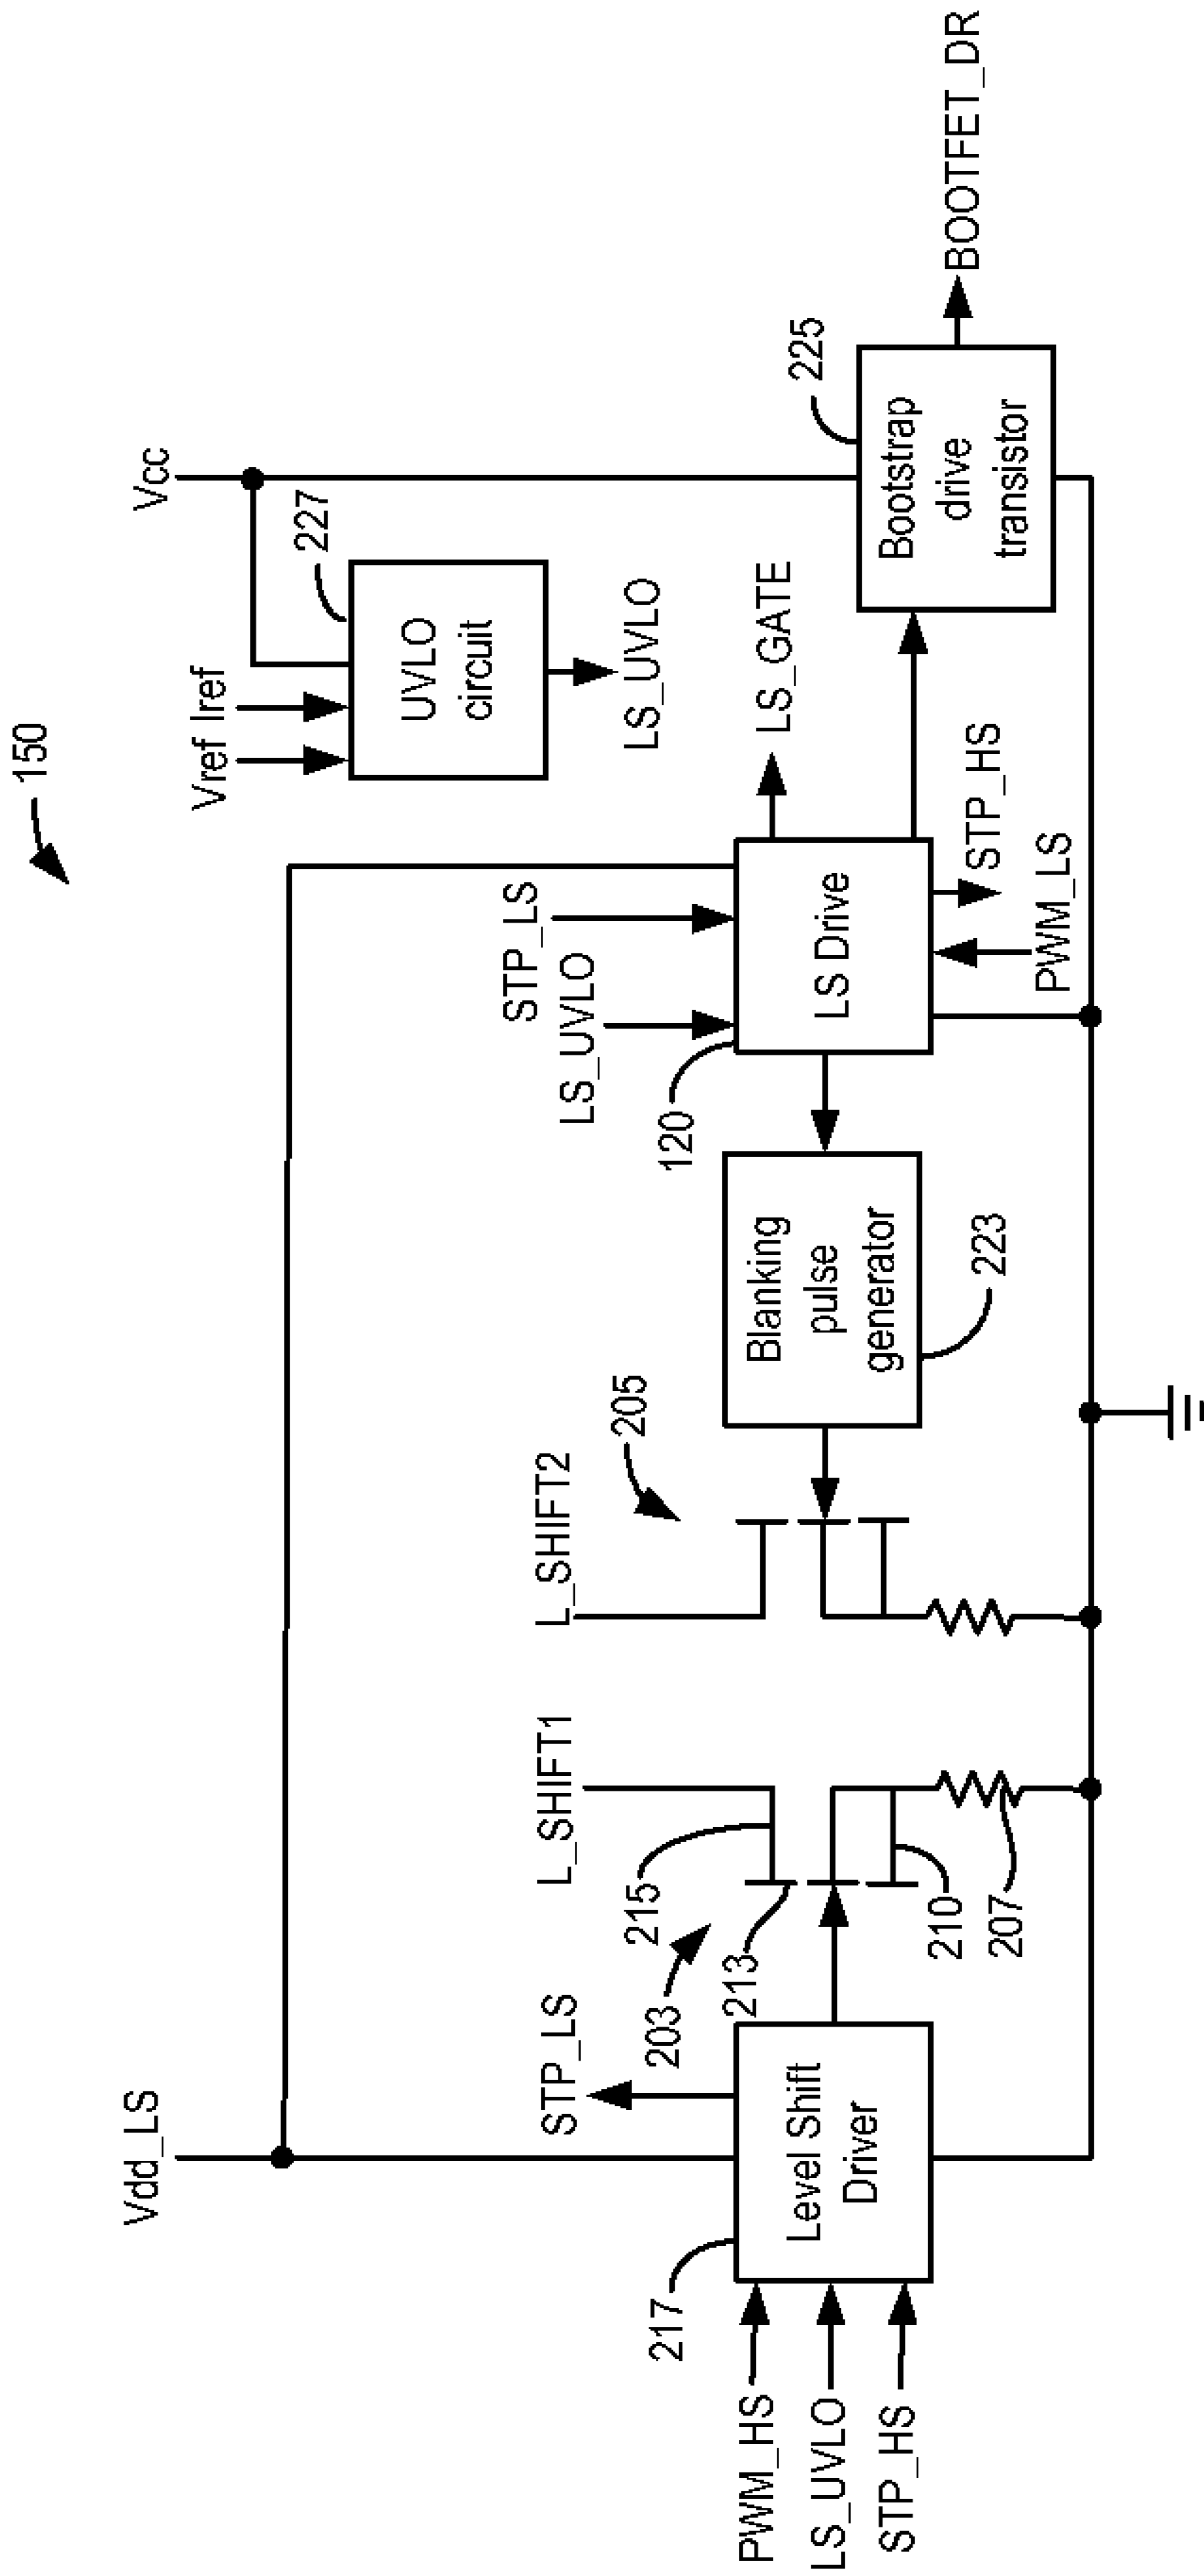 150
Vdd_LS
Vcc
Vref
Iref
227
UVLO
circuit
LS_UVLO
STP_LS
L_SHIFT1
L_SHIFT2
205
STP_LS
LS_UVLO
LS_GATE
225
BOOTFET_DR
217
203
215
213
120
PWM_HS
LS_UVLO
STP_HS
Level Shift
Driver
210
207
Blanking
pulse
generator
223
LS Drive
STP_HS
PWM_LS
Bootstrap
drive
transistor